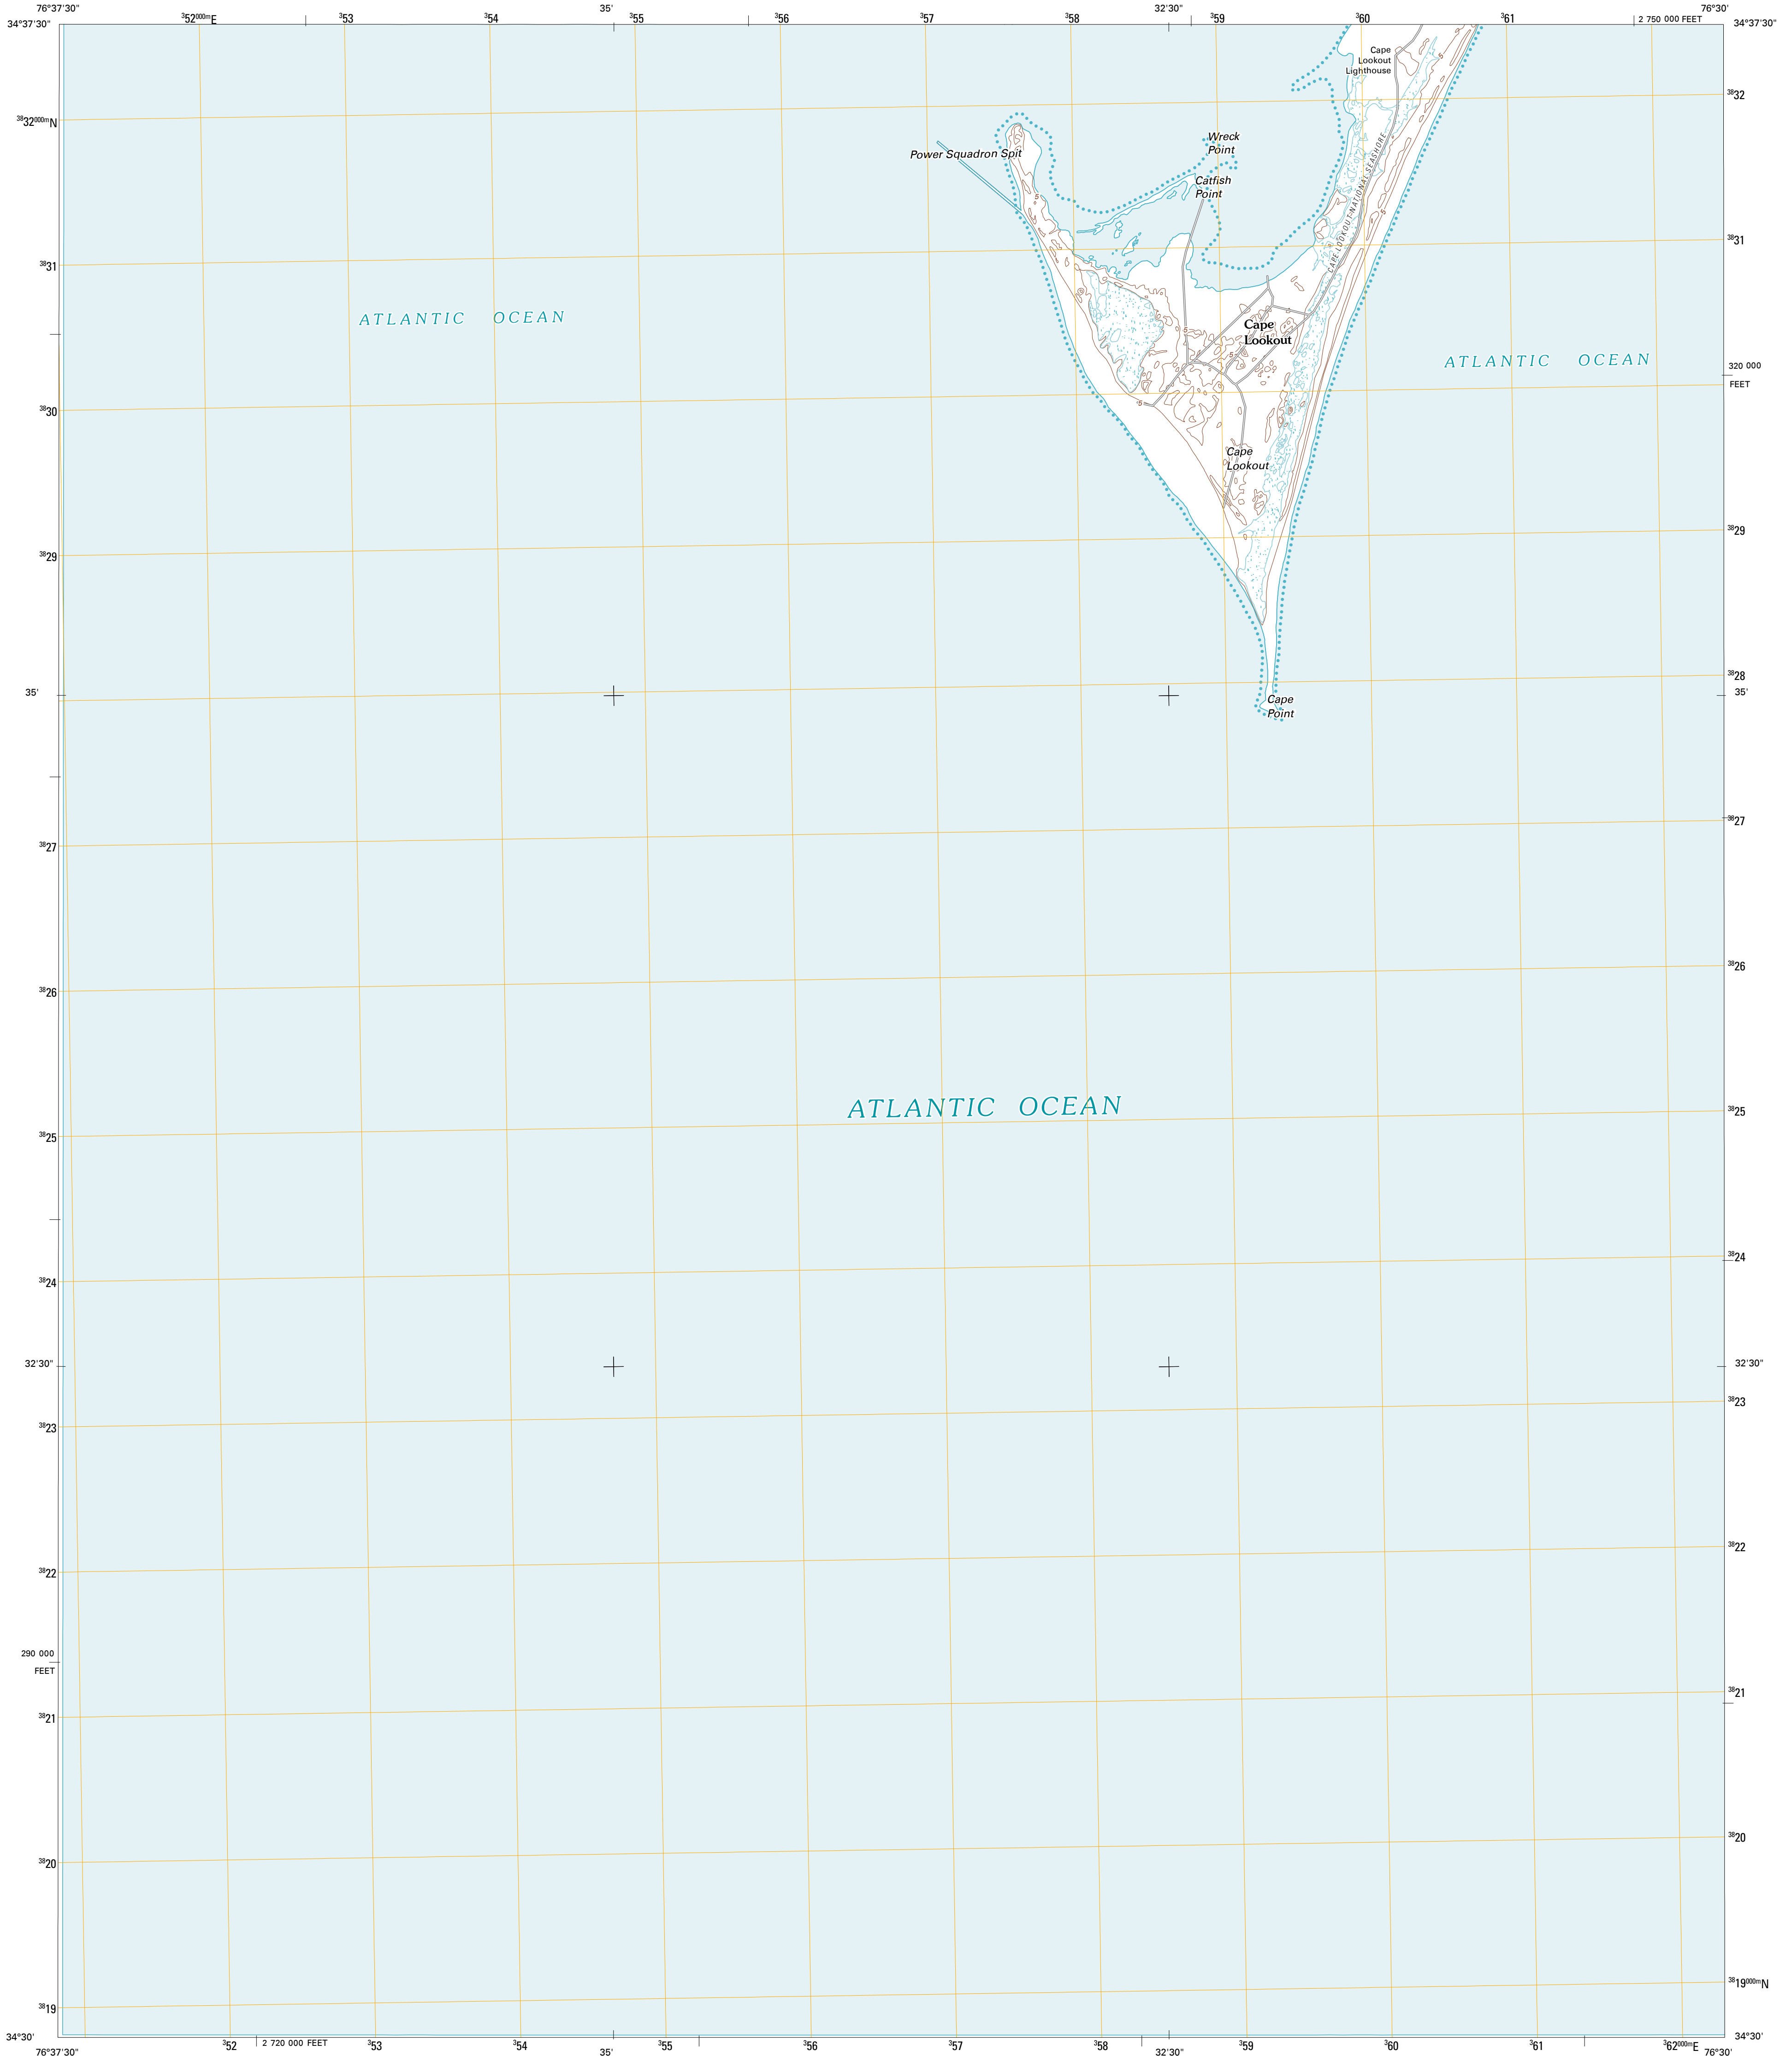 76°37'30"
35'
32'30"
76°30'
34°37'30"
³52⁰⁰⁰ᵐE
³53
³54
³55
³56
³57
³58
³59
³60
³61
2 750 000 FEET
34°37'30"
Cape
Lookout
Lighthouse
³⁸32⁰⁰⁰ᵐN
³⁸32
Power Squadron Spit
Wreck
Point
Catfish
Point
CAPE LOOKOUT NATIONAL SEASHORE
5
5
5
³⁸31
³⁸31
ATLANTIC OCEAN
Cape
Lookout
5
5
ATLANTIC OCEAN
320 000
FEET
5
³⁸30
Cape
Lookout
³⁸29
³⁸29
35'
³⁸28
35'
Cape
Point
³⁸27
³⁸27
³⁸26
³⁸26
ATLANTIC OCEAN
³⁸25
³⁸25
³⁸24
³⁸24
32'30"
32'30"
³⁸23
³⁸23
³⁸22
³⁸22
290 000
FEET
³⁸21
³⁸21
³⁸20
³⁸20
³⁸19
³⁸19⁰⁰⁰ᵐN
34°30'
34°30'
³52
2 720 000 FEET
³53
³54
³55
³56
³57
³58
³59
³60
³61
³62⁰⁰⁰ᵐE
76°37'30"
35'
32'30"
76°30'